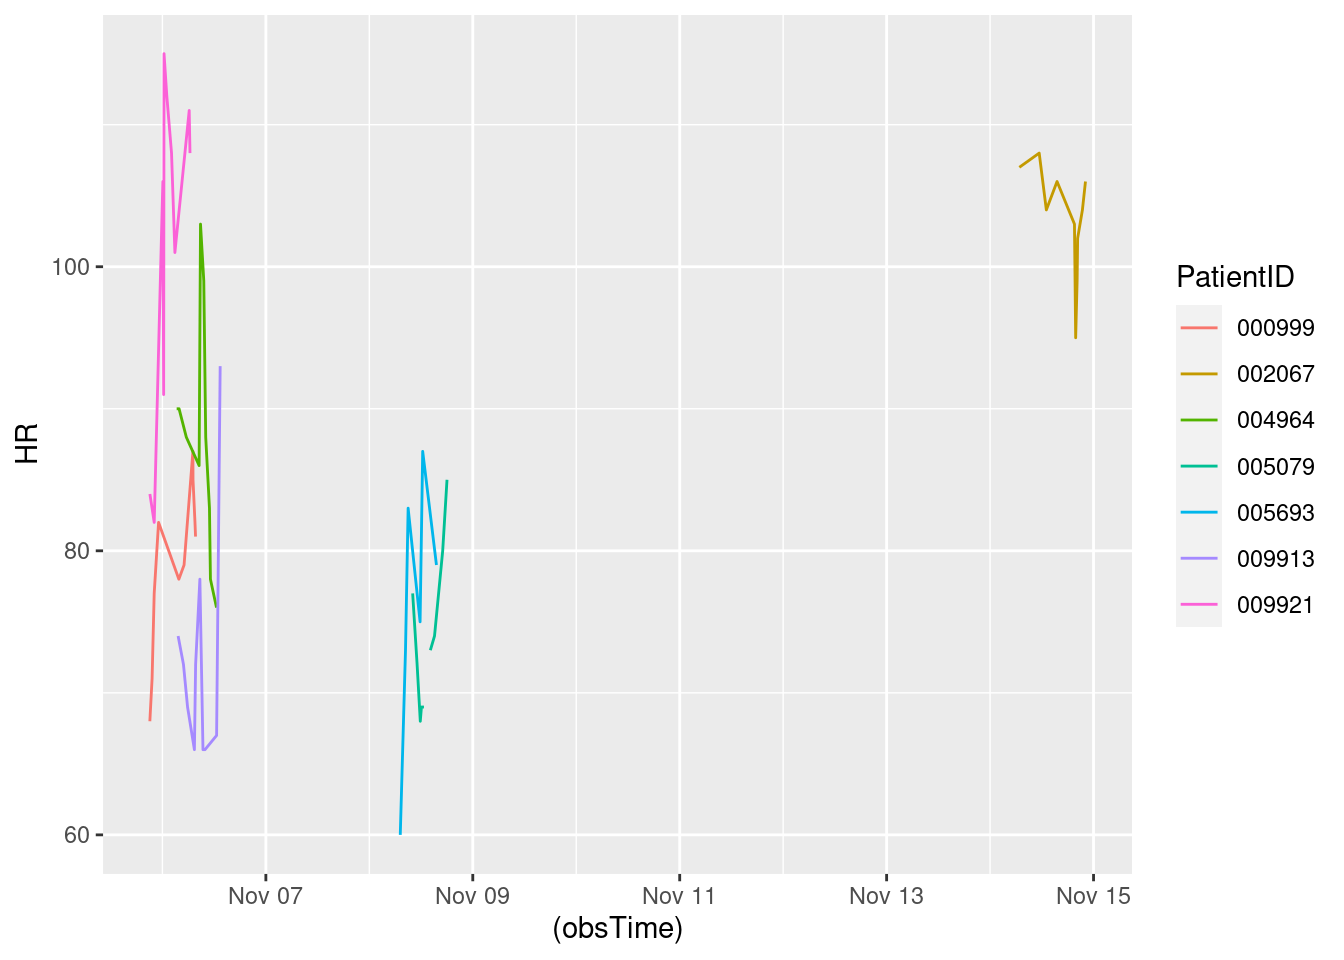 HR
100
80
60
Nov 07
Nov 09
Nov 11
Nov 13
Nov 15
(obsTime)
PatientID
000999
002067
004964
005079
005693
009913
009921